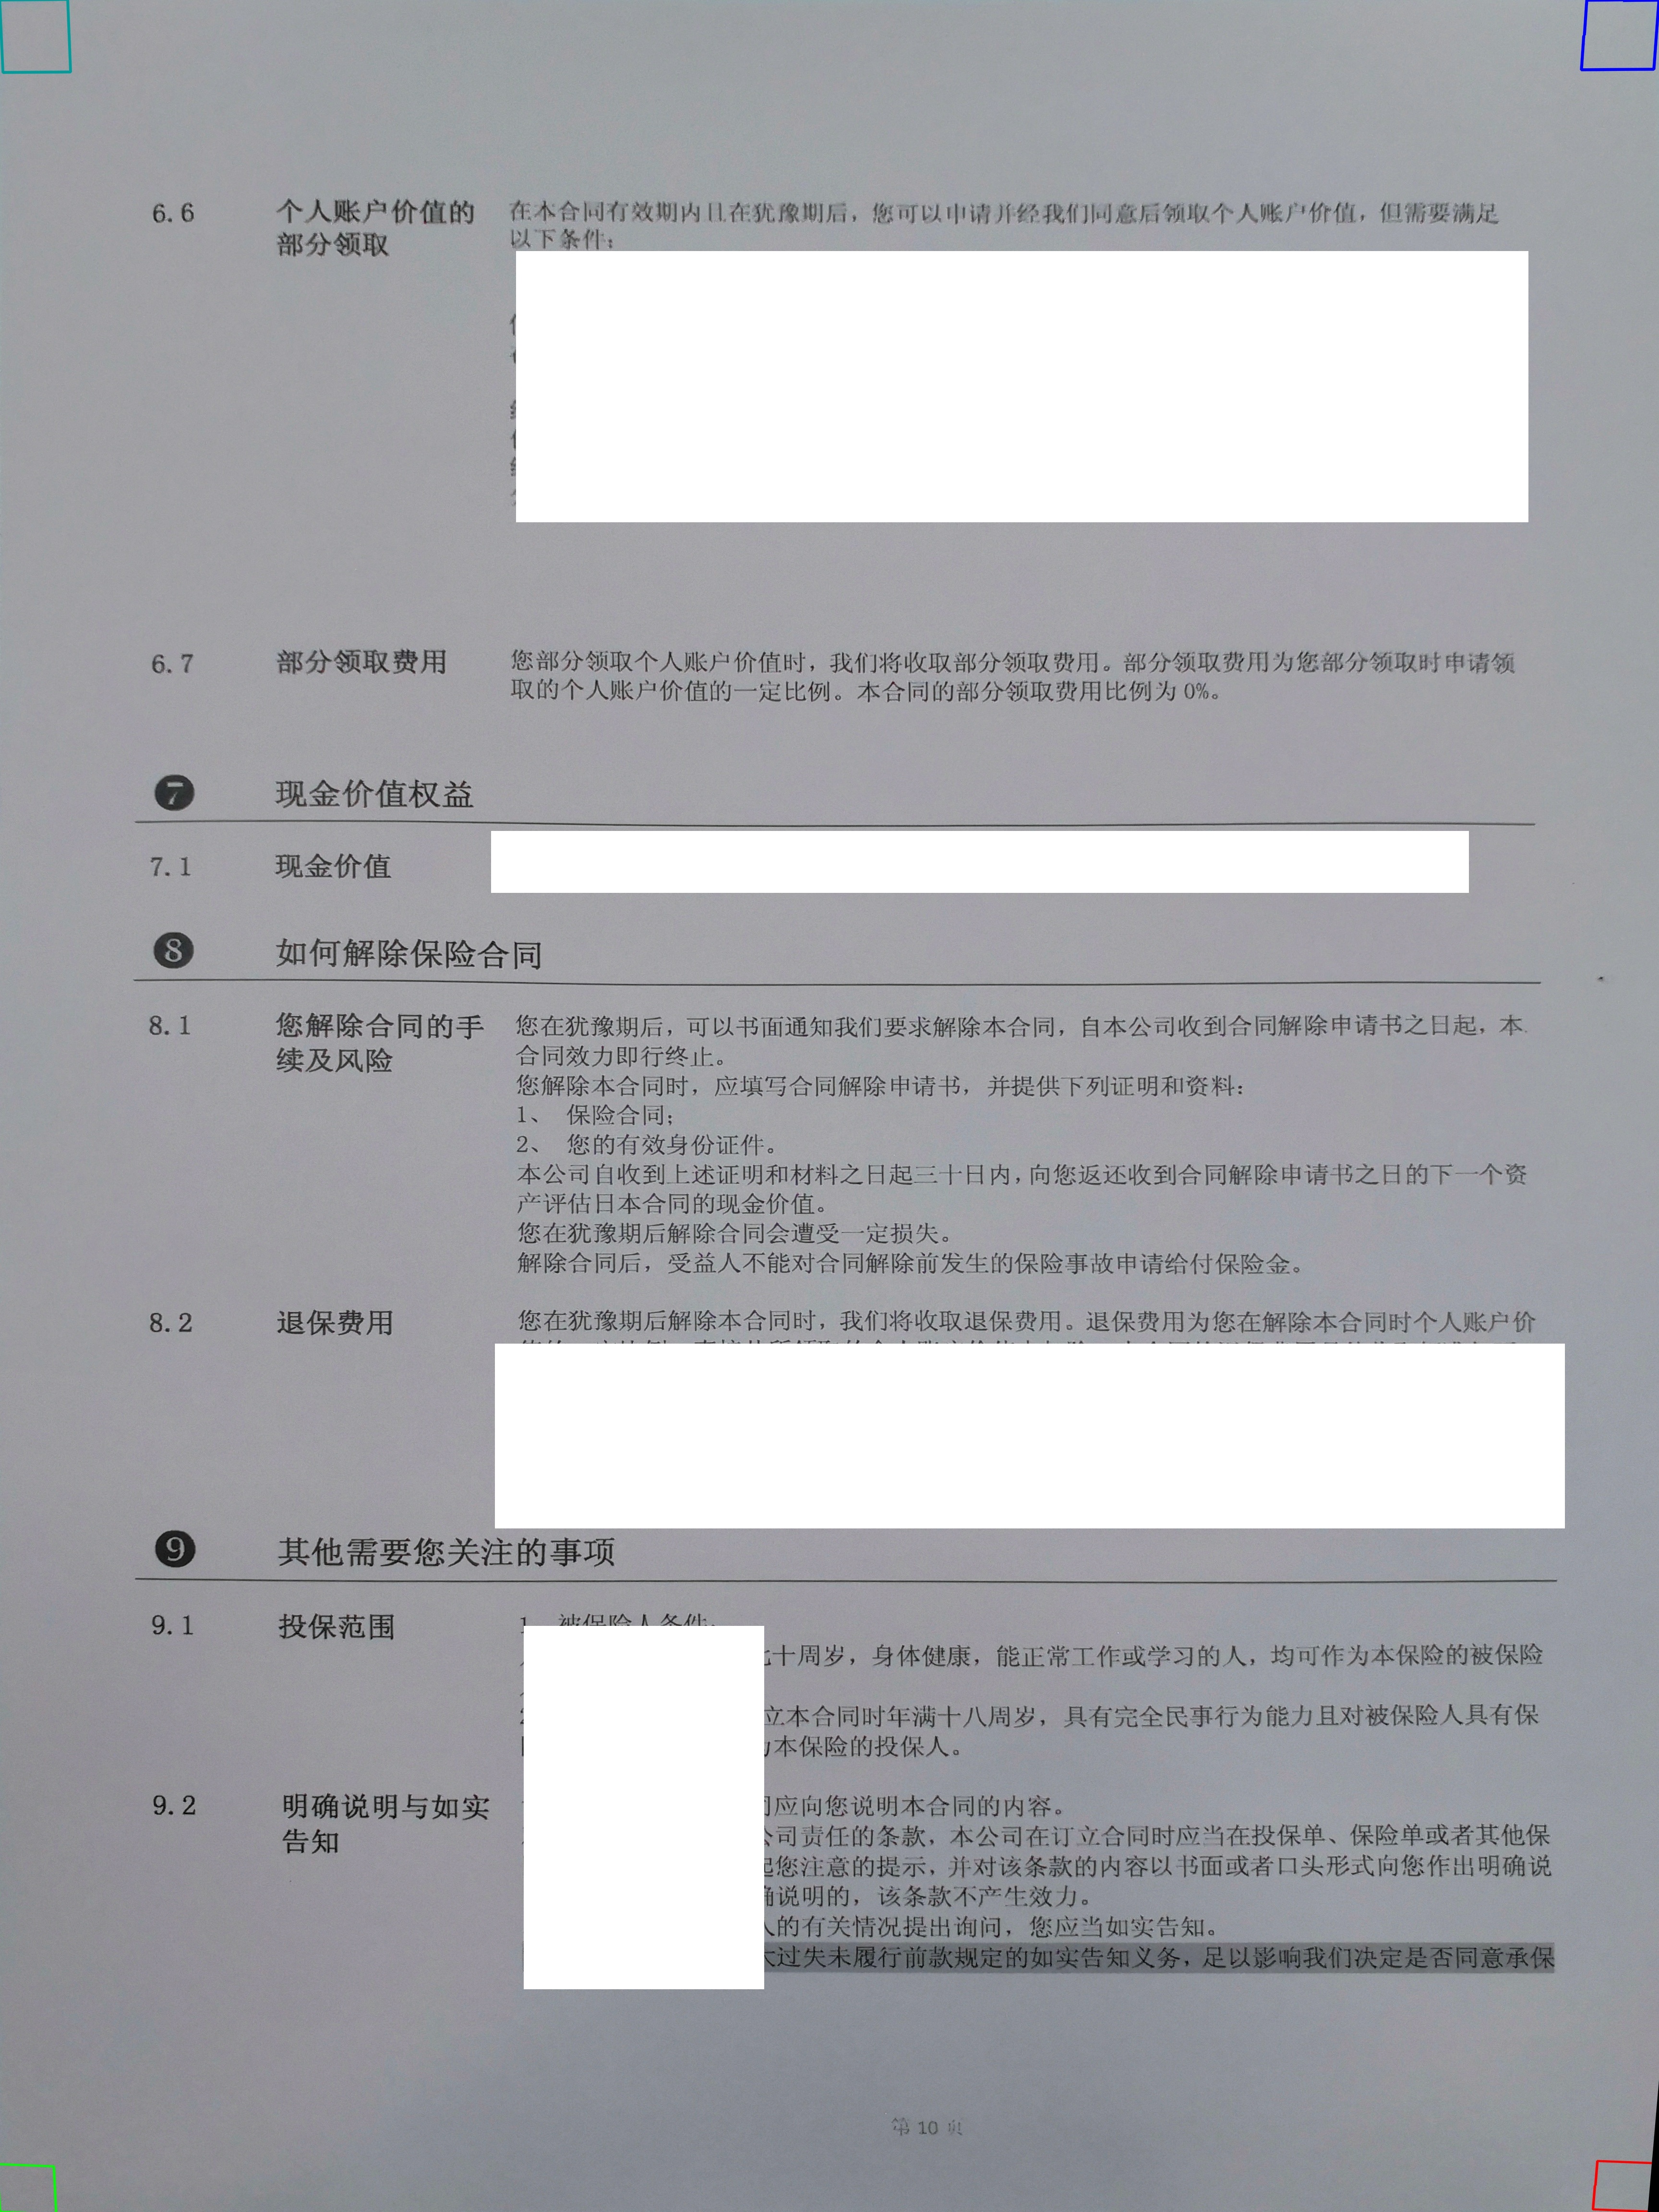 6.6 个人账户价值的 在本合同有效期内且在犹豫期后，您可以申请并经我们同意后领取个人账户价值，但需要满足
部分领取 以下条件：
6.7 部分领取费用 您部分领取个人账户价值时，我们将收取部分领取费用。部分领取费用为您部分领取时申请领
取的个人账户价值的一定比例。本合同的部分领取费用比例为 0%。
7 现金价值权益
7.1 现金价值
8 如何解除保险合同
8.1 您解除合同的手 您在犹豫期后，可以书面通知我们要求解除本合同，自本公司收到合同解除申请书之日起，本
续及风险 合同效力即行终止。
您解除本合同时，应填写合同解除申请书，并提供下列证明和资料：
1、 保险合同；
2、 您的有效身份证件。
本公司自收到上述证明和材料之日起三十日内，向您返还收到合同解除申请书之日的下一个资
产评估日本合同的现金价值。
您在犹豫期后解除合同会遭受一定损失。
解除合同后，受益人不能对合同解除前发生的保险事故申请给付保险金。
8.2 退保费用 您在犹豫期后解除本合同时，我们将收取退保费用。退保费用为您在解除本合同时个人账户价
9 其他需要您关注的事项
9.1 投保范围 1、被保险人条件：
十周岁，身体健康，能正常工作或学习的人，均可作为本保险的被保险
立本合同时年满十八周岁，具有完全民事行为能力且对被保险人具有保
本保险的投保人。
9.2 明确说明与如实 应向您说明本合同的内容。
告知 公司责任的条款，本公司在订立合同时应当在投保单、保险单或者其他保
起您注意的提示，并对该条款的内容以书面或者口头形式向您作出明确说
确说明的，该条款不产生效力。
人的有关情况提出询问，您应当如实告知。
大过失未履行前款规定的如实告知义务，足以影响我们决定是否同意承保
第 10 页